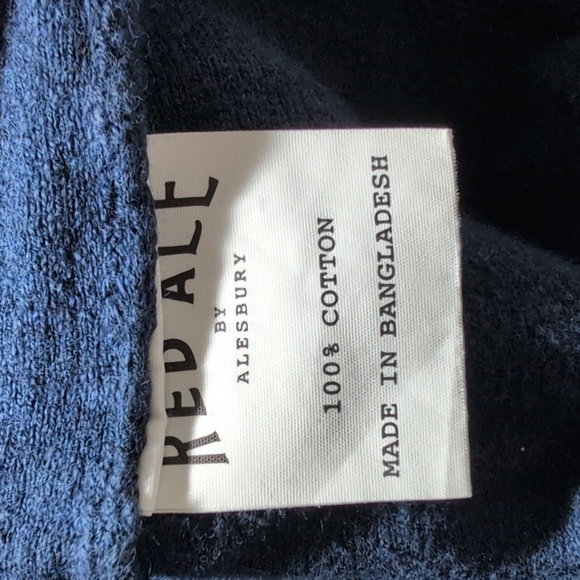 RED ALE
BY
ALESBURY
100% COTTON
MADE IN BANGLADESH